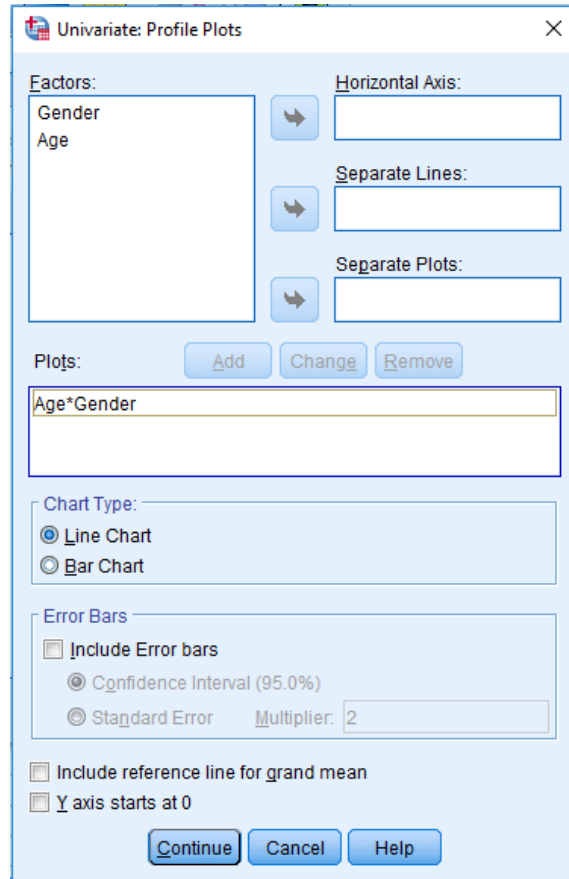 Univariate: Profile Plots
Factors:
Horizontal Axis:
Gender
Age
Separate Lines:
Separate Plots:
Plots:
Add
Change
Remove
Age*Gender
Chart Type:
Line Chart
Bar Chart
Error Bars
Include Error bars
Confidence Interval (95.0%)
Standard Error Multiplier: 2
Include reference line for grand mean
Y axis starts at 0
Continue
Cancel
Help